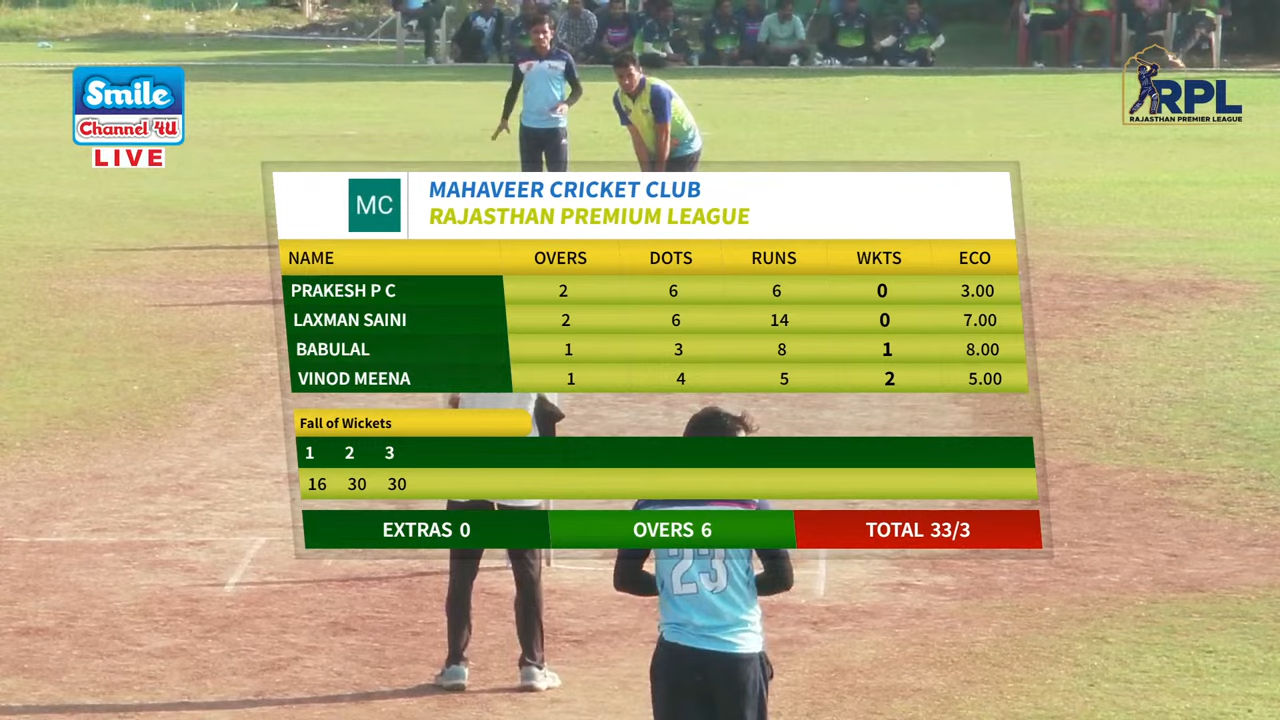 Smile
Channel 4U
LIVE
RPL
RAJASTHAN PREMIER LEAGUE
MC
MAHAVEER CRICKET CLUB
RAJASTHAN PREMIUM LEAGUE
NAME OVERS DOTS RUNS WKTS ECO
PRAKESH P C 2 6 6 0 3.00
LAXMAN SAINI 2 6 14 0 7.00
BABULAL 1 3 8 1 8.00
VINOD MEENA 1 4 5 2 5.00
Fall of Wickets
1 2 3
16 30 30
EXTRAS 0 OVERS 6 TOTAL 33/3
23